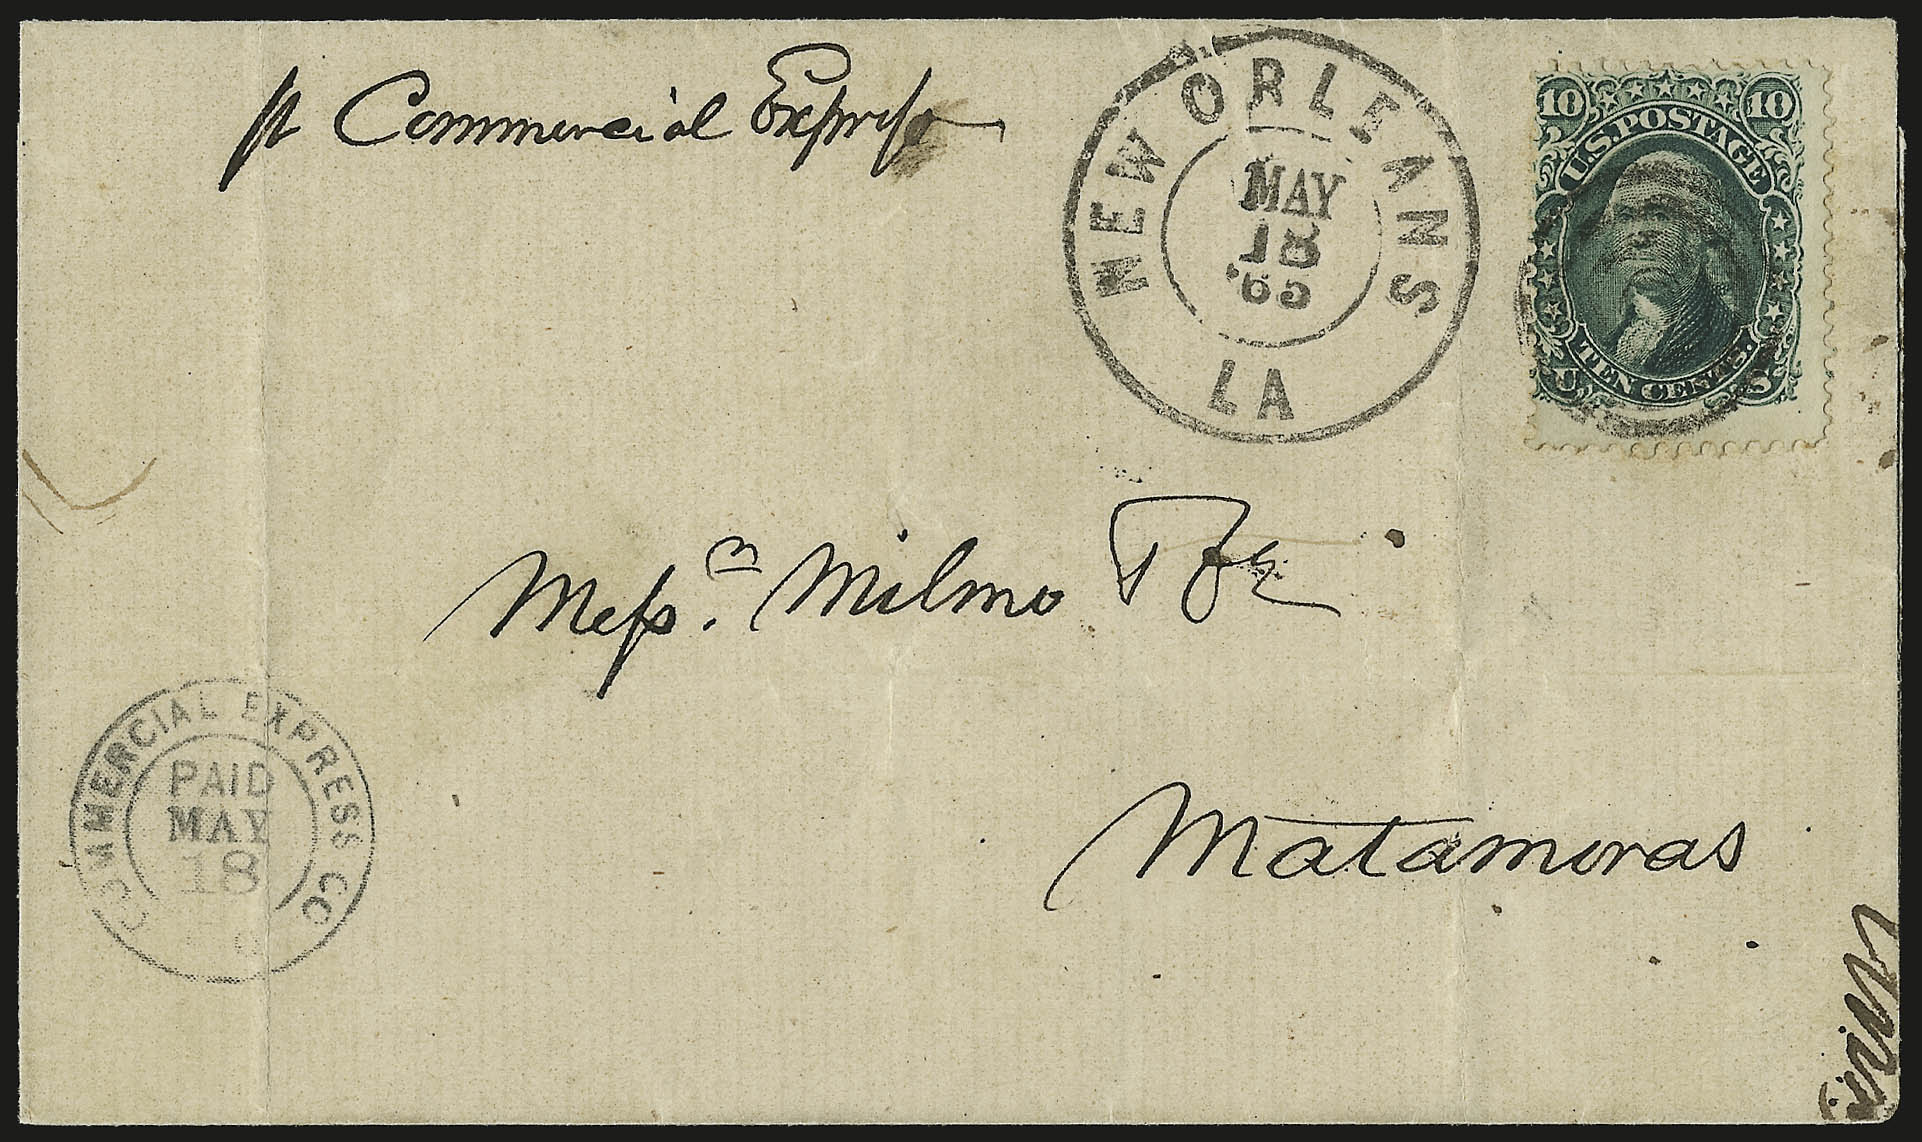 pr Commercial Express
NEW ORLEANS
MAY
18
'65
LA
10 10
U.S. POSTAGE
TEN CENTS.
U S
Messrs. Milmo
Matamoras
COMMERCIAL EXPRESS CO
PAID
MAY
18